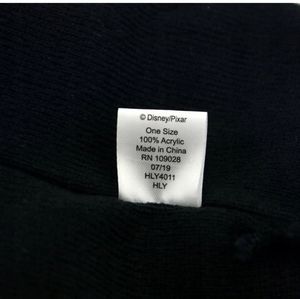 © Disney/Pixar
One Size
100% Acrylic
Made in China
RN 109028
07/19
HLY4011
HLY